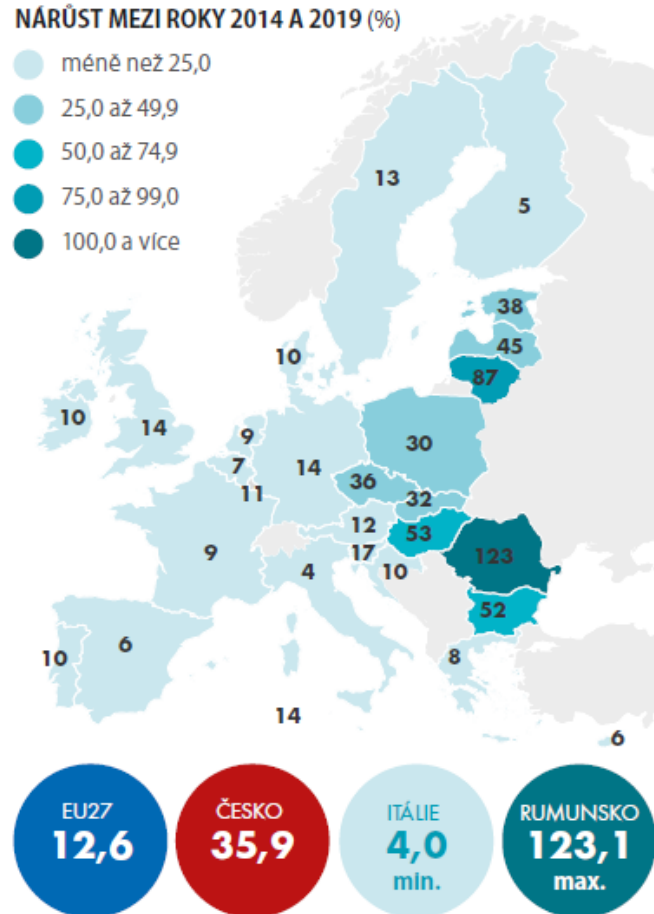 NÁRŮST MEZI ROKY 2014 A 2019 (%)
méně než 25,0
25,0 až 49,9
50,0 až 74,9
75,0 až 99,0
100,0 a více
13
5
38
45
87
10
10
14
9
7
11
14
30
36
32
12
53
17
10
4
9
123
52
10
6
8
14
6
EU27
12,6
ČESKO
35,9
ITÁLIE
4,0
min.
RUMUNSKO
123,1
max.